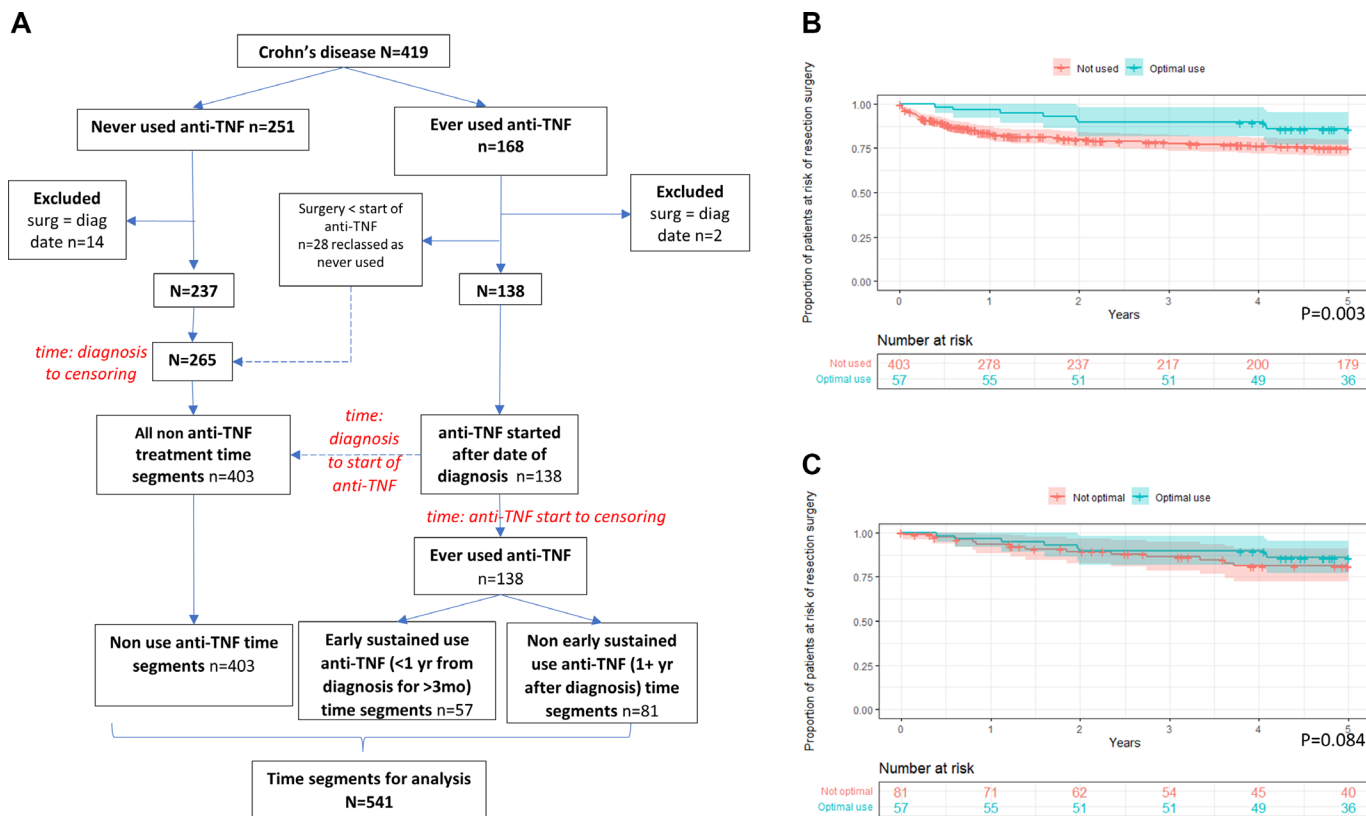 A
Crohn's disease N=419
Never used anti-TNF n=251
Ever used anti-TNF
n=168
Excluded
surg = diag
date n=14
Surgery < start of
anti-TNF
n=28 reclassed as
never used
Excluded
surg = diag
date n=2
N=237
N=138
time: diagnosis
to censoring
N=265
All non anti-TNF
treatment time
segments n=403
time:
diagnosis
to start of
anti-TNF
anti-TNF started
after date of
diagnosis n=138
time: anti-TNF start to censoring
Ever used anti-TNF
n=138
Non use anti-TNF time
segments n=403
Early sustained use
anti-TNF (<1 yr from
diagnosis for >3mo)
time segments n=57
Non early sustained
use anti-TNF (1+ yr
after diagnosis) time
segments n=81
Time segments for analysis
N=541
B
Not used Optimal use
Proportion of patients at risk of resection surgery
1.00
0.75
0.50
0.25
0.00
0 1 2 3 4 5
Years
P=0.003
Number at risk
Not used 403 278 237 217 200 179
Optimal use 57 55 51 51 49 36
C
Not optimal Optimal use
Proportion of patients at risk of resection surgery
1.00
0.75
0.50
0.25
0.00
0 1 2 3 4 5
Years
P=0.084
Number at risk
Not optimal 81 71 62 54 45 40
Optimal use 57 55 51 51 49 36